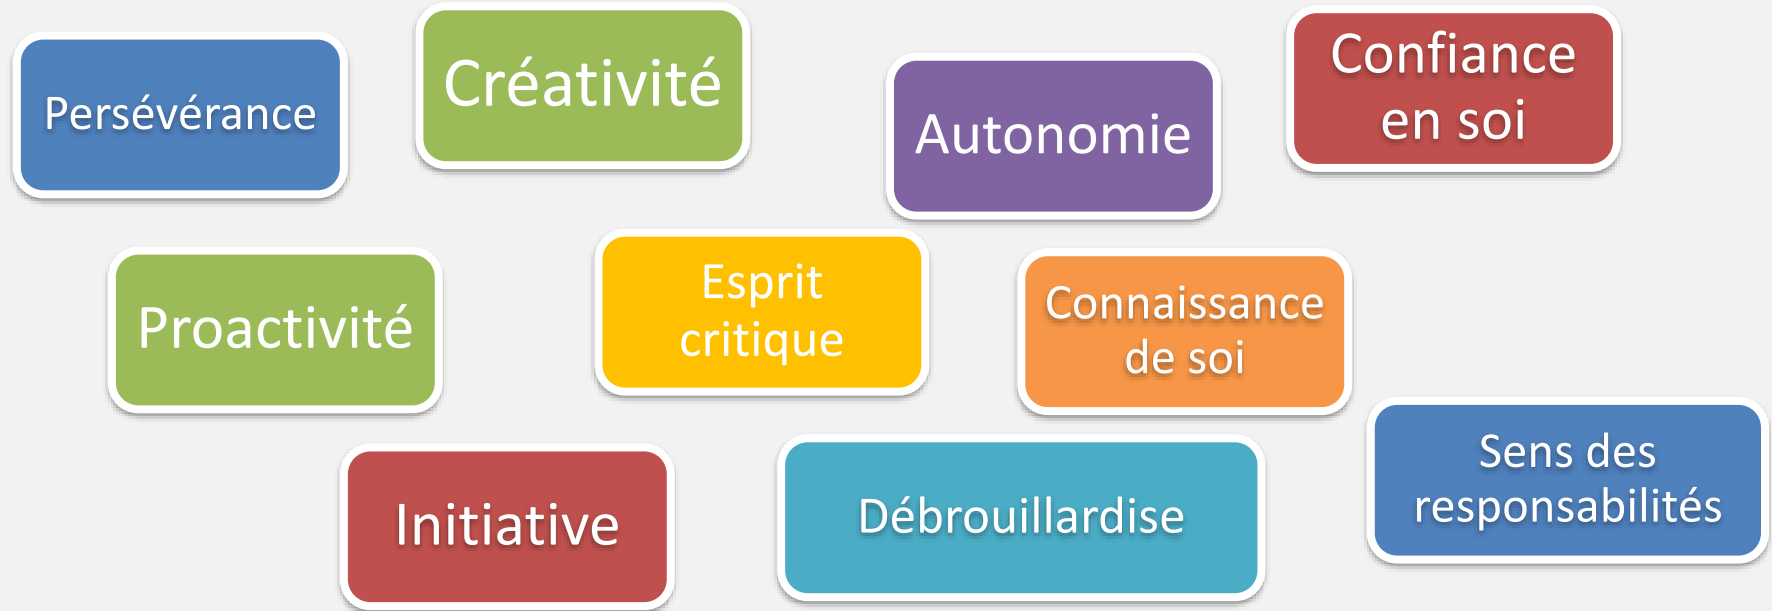 Persévérance
Créativité
Autonomie
Confiance
en soi
Proactivité
Esprit
critique
Connaissance
de soi
Initiative
Débrouillardise
Sens des
responsabilités